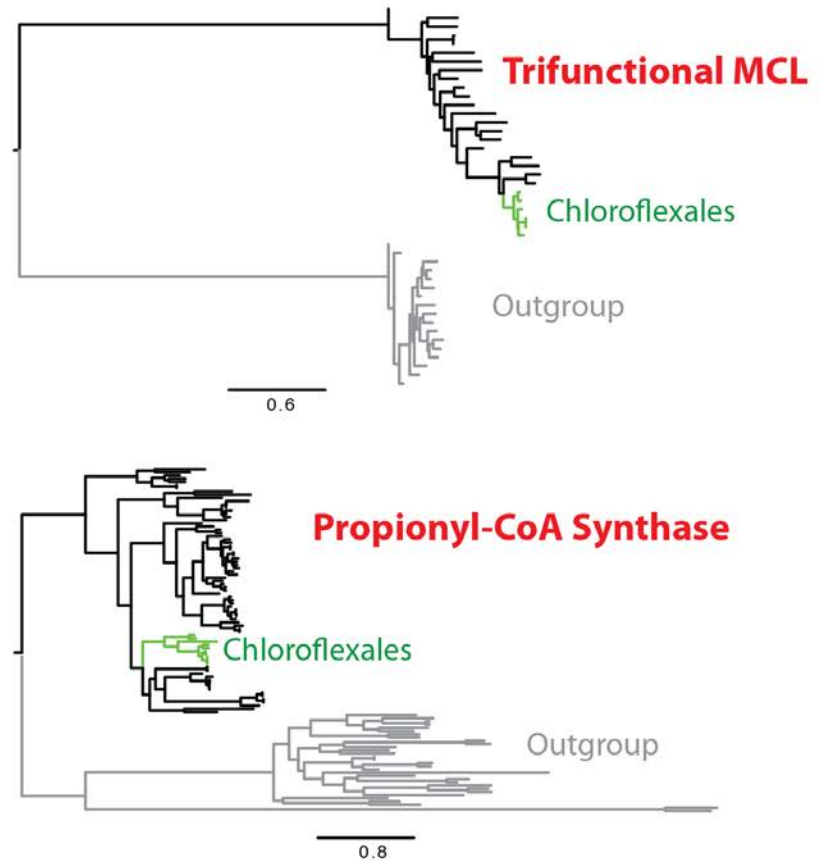 Trifunctional MCL
Chloroflexales
Outgroup
0.6
Propionyl-CoA Synthase
Chloroflexales
Outgroup
0.8